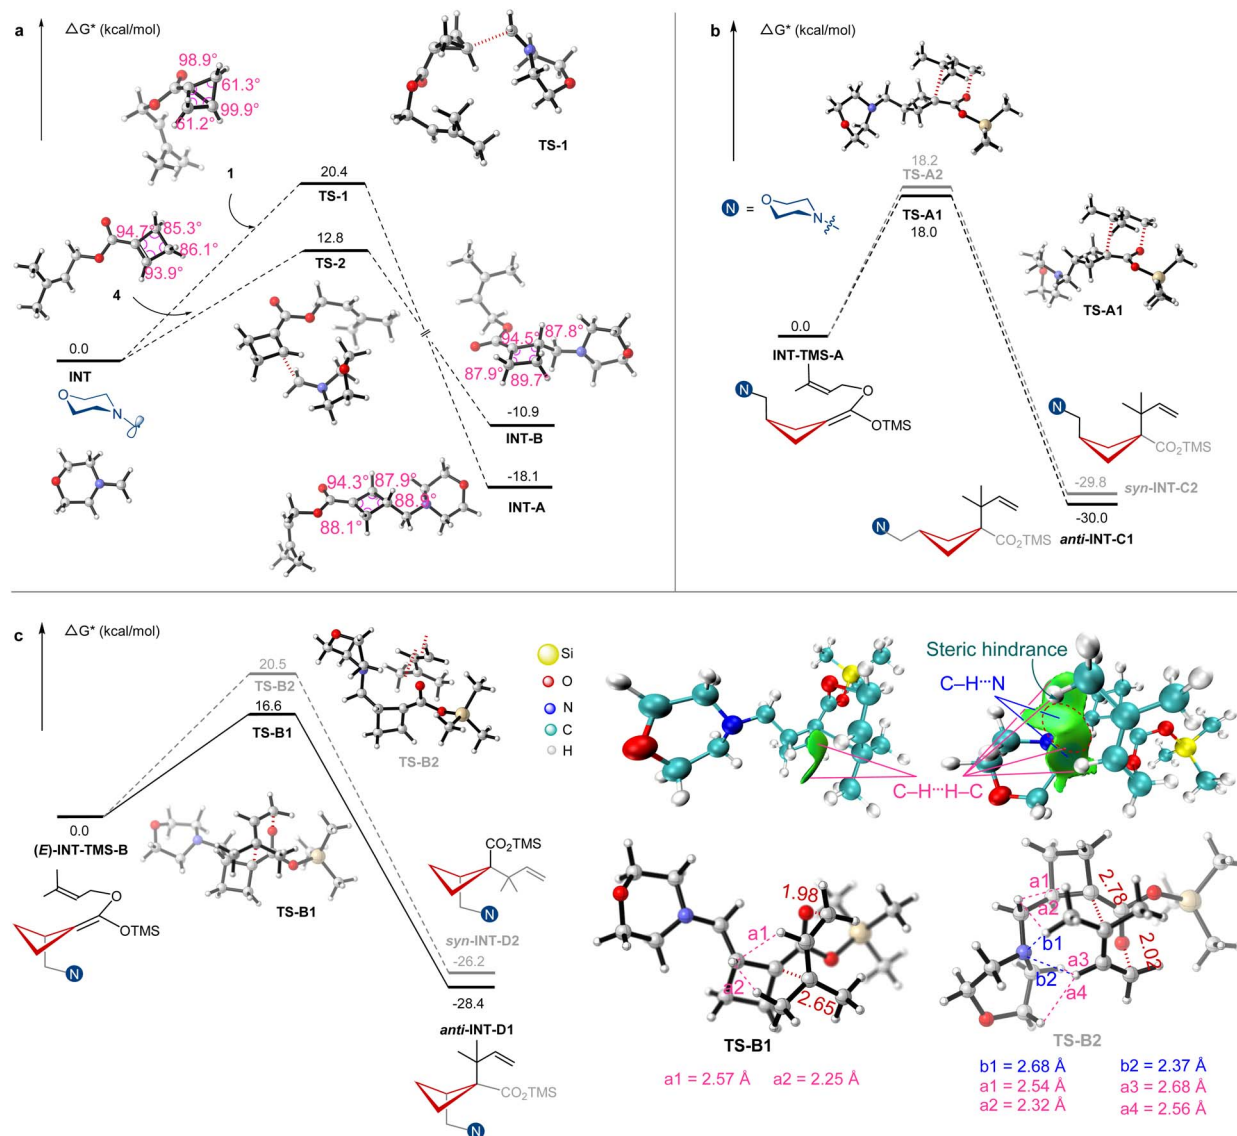 a
△G* (kcal/mol)
98.9°
61.3°
99.9°
61.2°
1
20.4
TS-1
TS-1
94.7°
85.3°
86.1°
93.9°
4
12.8
TS-2
0.0
INT
O
N
94.5°
87.8°
87.9°
89.7°
-10.9
INT-B
94.3°
87.9°
88.1°
-18.1
INT-A
b
△G* (kcal/mol)
N = O N
18.2
TS-A2
TS-A1
18.0
TS-A1
0.0
INT-TMS-A
N
O
OTMS
N
CO2TMS
-29.8
syn-INT-C2
-30.0
anti-INT-C1
N
CO2TMS
c
△G* (kcal/mol)
20.5
TS-B2
16.6
TS-B1
TS-B2
0.0
(E)-INT-TMS-B
TS-B1
O
OTMS
N
CO2TMS
N
syn-INT-D2
-26.2
-28.4
anti-INT-D1
CO2TMS
N
Si
O
N
C
H
Steric hindrance
C–H···N
C–H···H–C
a1
a2
1.98
2.65
TS-B1
a1 = 2.57 Å a2 = 2.25 Å
a1
a2
2.78
b1
b2
a3
a4
2.02
TS-B2
b1 = 2.68 Å b2 = 2.37 Å
a1 = 2.54 Å a3 = 2.68 Å
a2 = 2.32 Å a4 = 2.56 Å